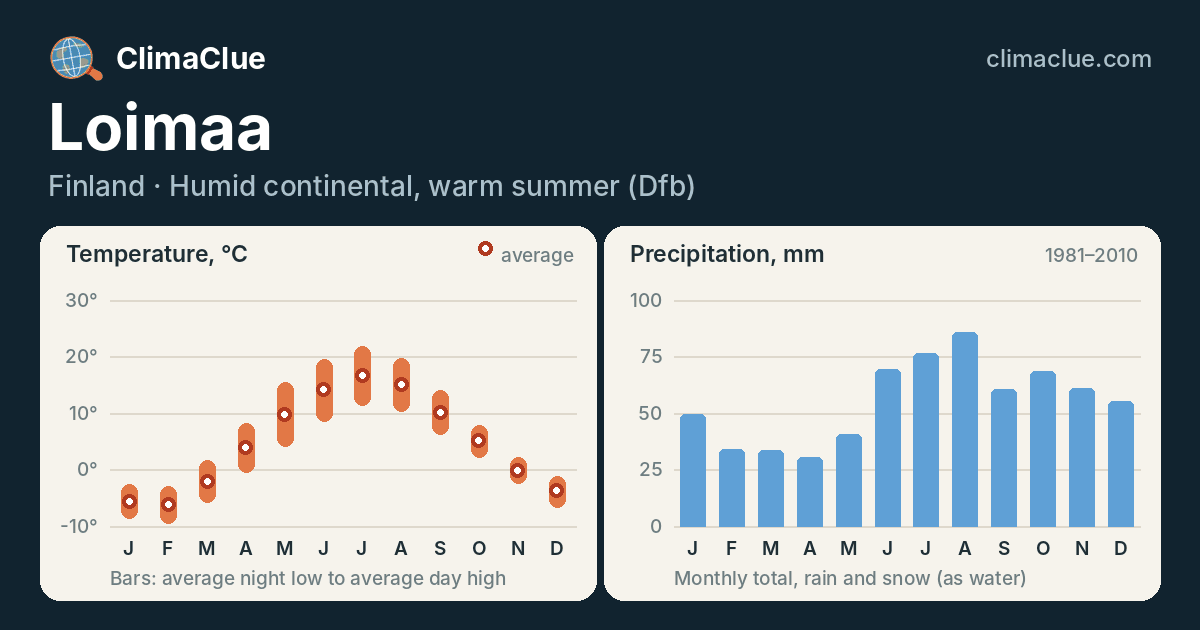 ClimaClue
climaclue.com
Loimaa
Finland · Humid continental, warm summer (Dfb)
Temperature, °C
average
30°
20°
10°
0°
-10°
J F M A M J J A S O N D
Bars: average night low to average day high
Precipitation, mm
1981–2010
100
75
50
25
0
J F M A M J J A S O N D
Monthly total, rain and snow (as water)